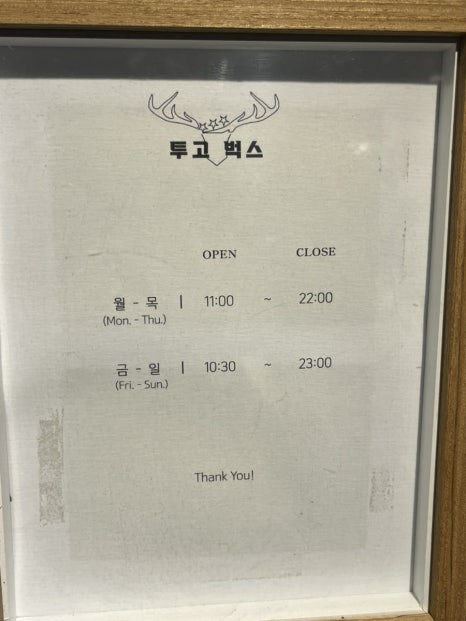 투고 벅스
OPEN CLOSE
월 - 목 | 11:00 ~ 22:00
(Mon. - Thu.)
금 - 일 | 10:30 ~ 23:00
(Fri. - Sun.)
Thank You!